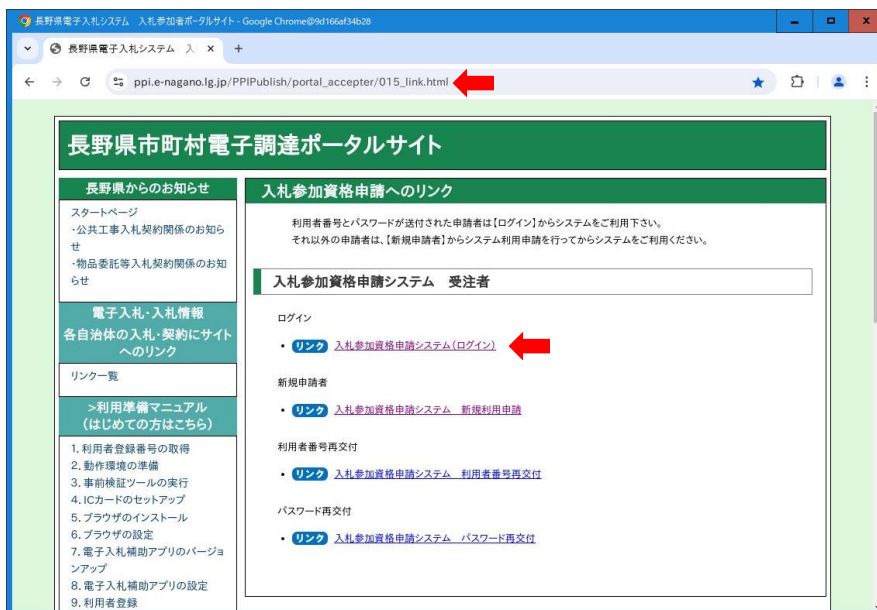 長野県電子入札システム　入札参加者ポータルサイト - Google Chrome@9d166af34b28
長野県電子入札システム　入
ppi.e-nagano.lg.jp/PPIPublish/portal_accepter/015_link.html
長野県市町村電子調達ポータルサイト
長野県からのお知らせ
スタートページ
・公共工事入札契約関係のお知ら
せ
・物品委託等入札契約関係のお知
らせ
電子入札・入札情報
各自治体の入札・契約にサイト
へのリンク
リンク一覧
>利用準備マニュアル
（はじめての方はこちら）
1.利用者登録番号の取得
2.動作環境の準備
3.事前検証ツールの実行
4.ICカードのセットアップ
5.ブラウザのインストール
6.ブラウザの設定
7.電子入札補助アプリのバージョ
ンアップ
8.電子入札補助アプリの設定
9.利用者登録
入札参加資格申請へのリンク
利用者番号とパスワードが送付された申請者は【ログイン】からシステムをご利用下さい。
それ以外の申請者は、【新規申請者】からシステム利用申請を行ってからシステムをご利用ください。
入札参加資格申請システム　受注者
ログイン
・ リンク 入札参加資格申請システム（ログイン）
新規申請者
・ リンク 入札参加資格申請システム　新規利用申請
利用者番号再交付
・ リンク 入札参加資格申請システム　利用者番号再交付
パスワード再交付
・ リンク 入札参加資格申請システム　パスワード再交付